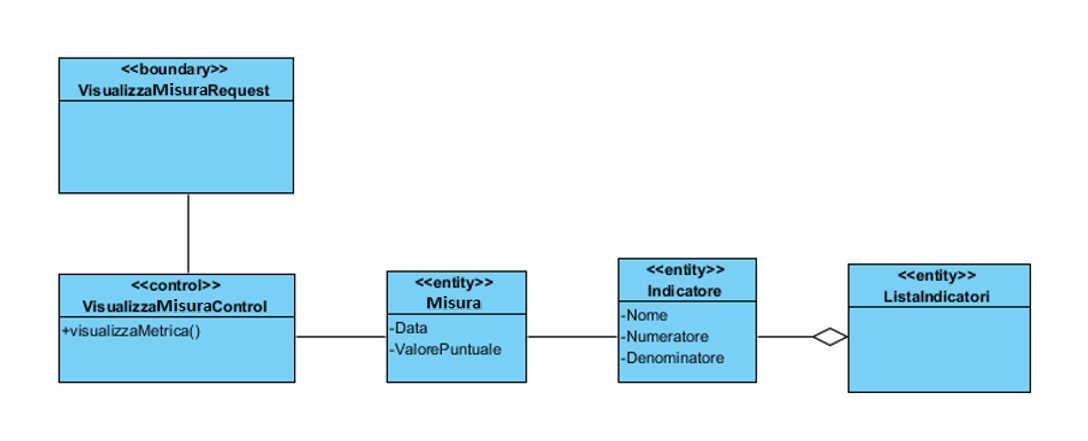 <<boundary>>
VisualizzaMisuraRequest
<<control>>
VisualizzaMisuraControl
+visualizzaMetrica()
<<entity>>
Misura
-Data
-ValorePuntuale
<<entity>>
Indicatore
-Nome
-Numeratore
-Denominatore
<<entity>>
ListaIndicatori